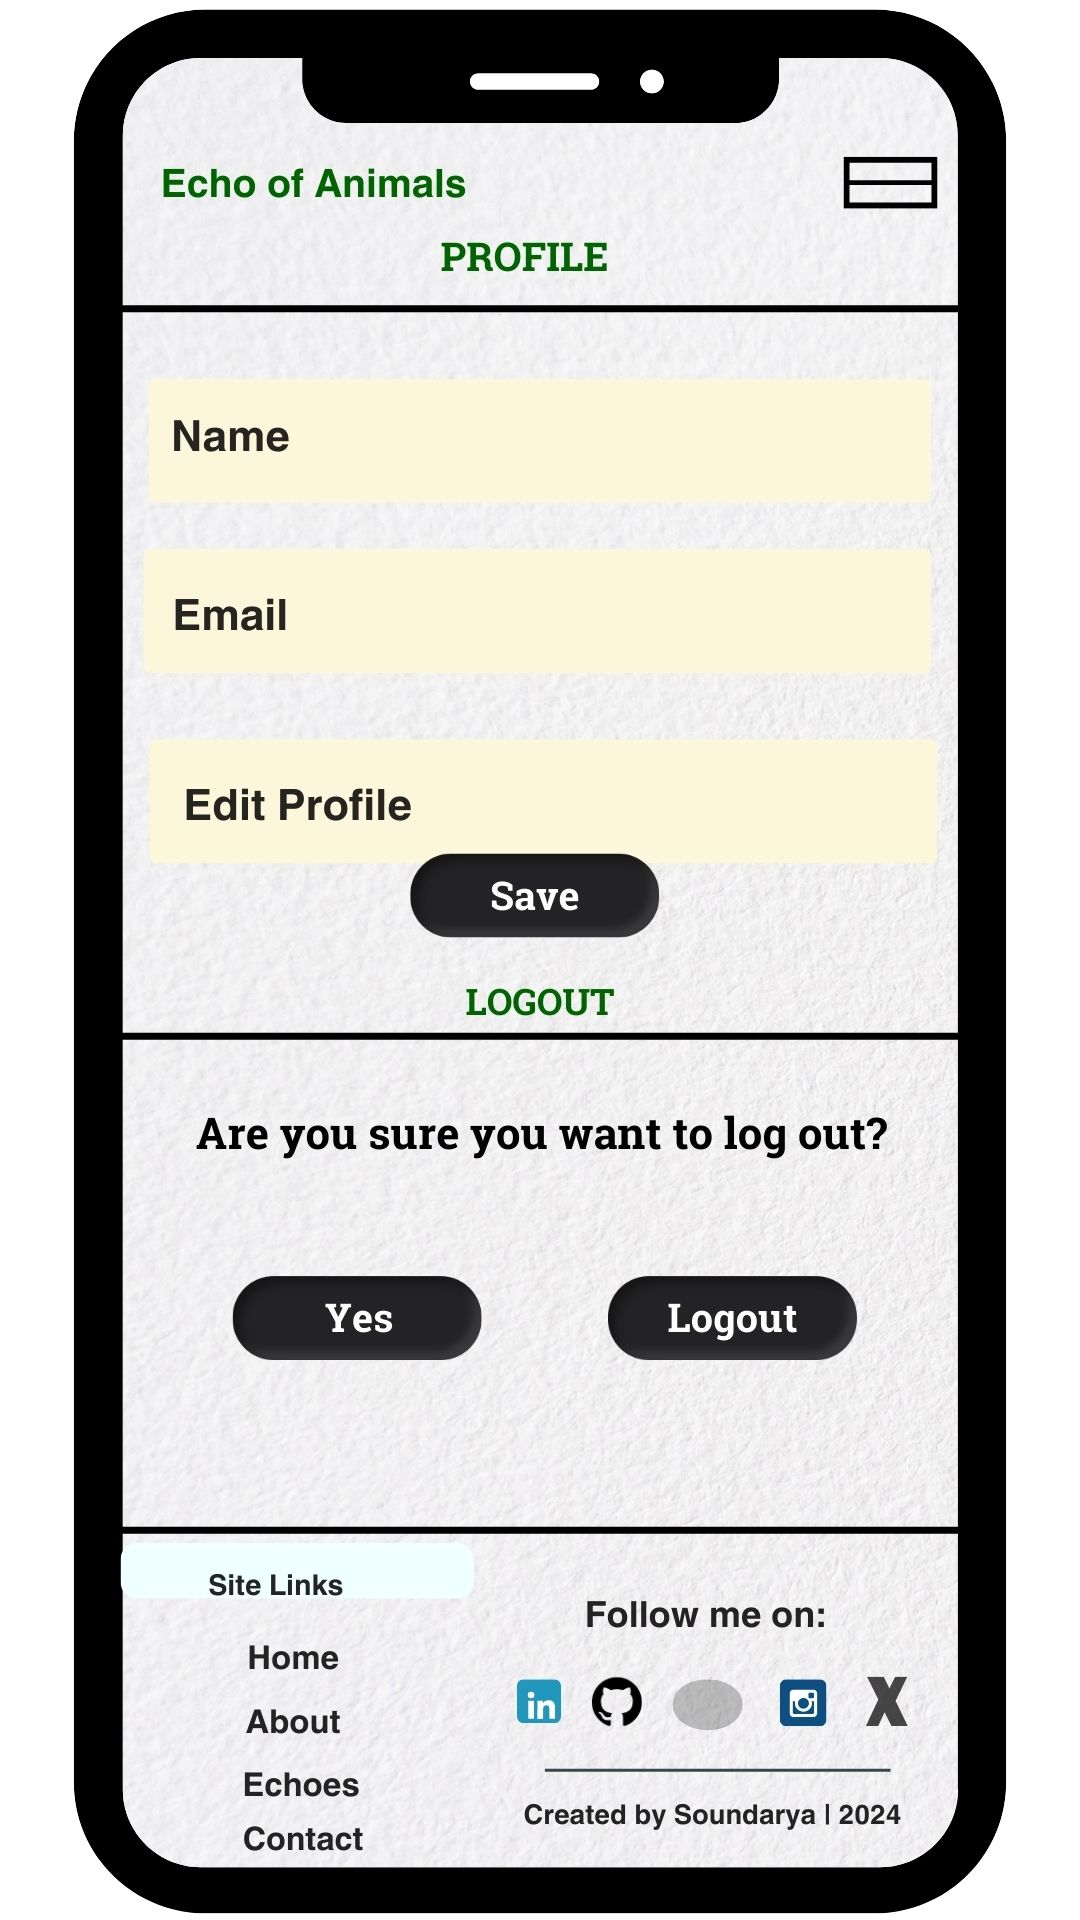 Echo of Animals
PROFILE
Name
Email
Edit Profile
Save
LOGOUT
Are you sure you want to log out?
Yes
Logout
Site Links
Home
About
Echoes
Contact
Follow me on:
in
X
Created by Soundarya | 2024